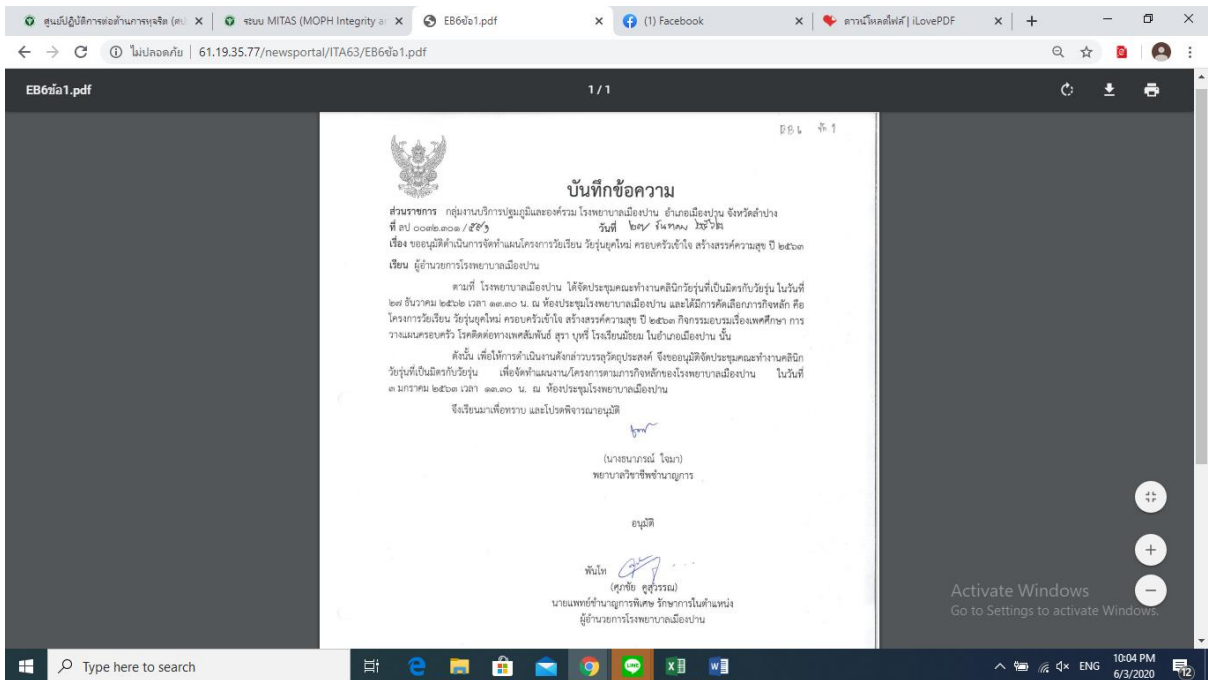 ศูนย์ปฏิบัติการต่อต้านการทุจริต (ศป
ระบบ MITAS (MOPH Integrity an
EB6ข้อ1.pdf
(1) Facebook
ดาวน์โหลดไฟล์ | iLovePDF
ไม่ปลอดภัย | 61.19.35.77/newsportal/ITA63/EB6ข้อ1.pdf
EB6ข้อ1.pdf
1 / 1
EB 6 ข้อ 1
บันทึกข้อความ
ส่วนราชการ กลุ่มงานบริการปฐมภูมิและองค์รวม โรงพยาบาลเมืองปาน อำเภอเมืองปาน จังหวัดลำปาง
ที่ ลป ๐๐๓๒.๓๐๑ / วันที่ ๒๗ ธันวาคม ๒๕๖๒
เรื่อง ขออนุมัติดำเนินการจัดทำแผนโครงการวัยเรียน วัยรุ่นยุคใหม่ ครอบครัวเข้าใจ สร้างสรรค์ความสุข ปี ๒๕๖๓
เรียน ผู้อำนวยการโรงพยาบาลเมืองปาน
ตามที่ โรงพยาบาลเมืองปาน ได้จัดประชุมคณะทำงานคลินิกวัยรุ่นที่เป็นมิตรกับวัยรุ่น ในวันที่
๒๗ ธันวาคม ๒๕๖๒ เวลา ๑๓.๓๐ น. ณ ห้องประชุมโรงพยาบาลเมืองปาน และได้มีการคัดเลือกภารกิจหลัก คือ
โครงการวัยเรียน วัยรุ่นยุคใหม่ ครอบครัวเข้าใจ สร้างสรรค์ความสุข ปี ๒๕๖๓ กิจกรรมอบรมเรื่องเพศศึกษา การ
วางแผนครอบครัว โรคติดต่อทางเพศสัมพันธ์ สุรา บุหรี่ โรงเรียนมัธยม ในอำเภอเมืองปาน นั้น
ดังนั้น เพื่อให้การดำเนินงานดังกล่าวบรรลุวัตถุประสงค์ จึงขออนุมัติจัดประชุมคณะทำงานคลินิก
วัยรุ่นที่เป็นมิตรกับวัยรุ่น เพื่อจัดทำแผนงาน/โครงการตามภารกิจหลักของโรงพยาบาลเมืองปาน ในวันที่
๓ มกราคม ๒๕๖๓ เวลา ๑๓.๓๐ น. ณ ห้องประชุมโรงพยาบาลเมืองปาน
จึงเรียนมาเพื่อทราบ และโปรดพิจารณาอนุมัติ
(นางธนาภรณ์ ใจมา)
พยาบาลวิชาชีพชำนาญการ
อนุมัติ
พันโท
(ศุภชัย คูสุวรรณ)
นายแพทย์ชำนาญการพิเศษ รักษาการในตำแหน่ง
ผู้อำนวยการโรงพยาบาลเมืองปาน
Activate Windows
Go to Settings to activate Windows.
Type here to search
ENG
10:04 PM
6/3/2020
12